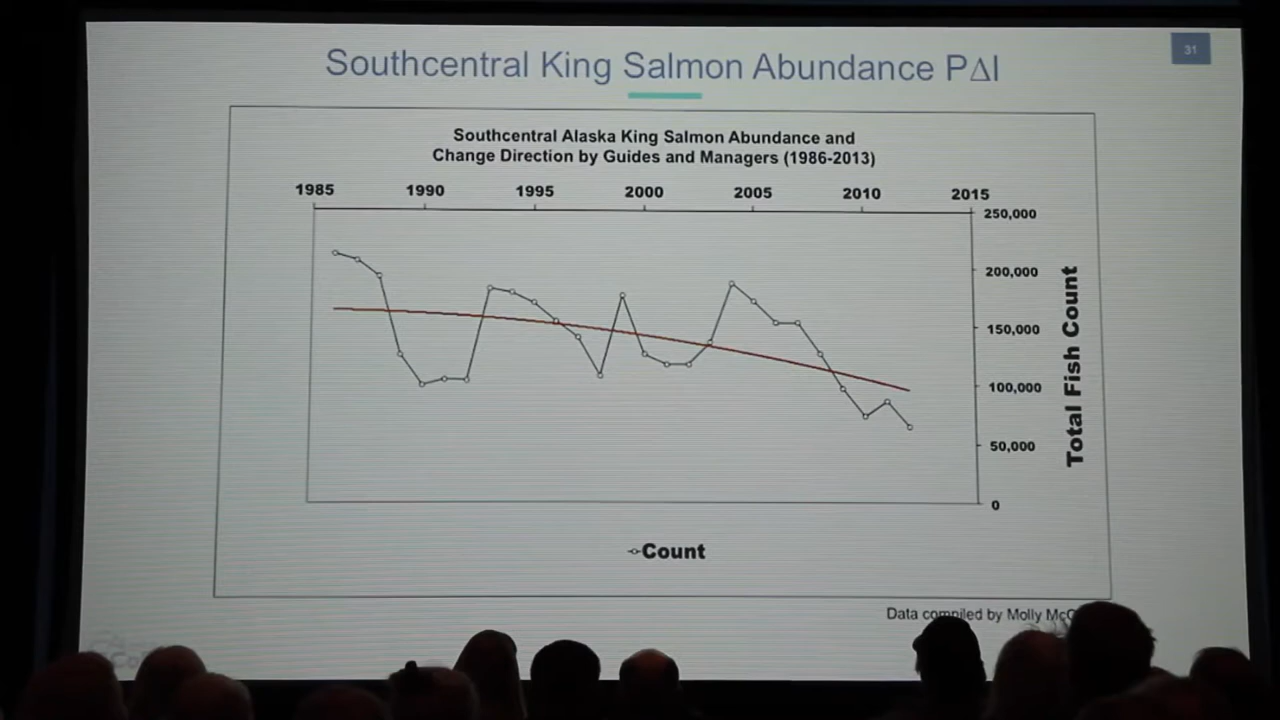 31
Southcentral King Salmon Abundance P∆I
Southcentral Alaska King Salmon Abundance and
Change Direction by Guides and Managers (1986-2013)
1985 1990 1995 2000 2005 2010 2015
250,000
200,000
150,000
100,000
50,000
0
Total Fish Count
Count
Data compiled by Molly